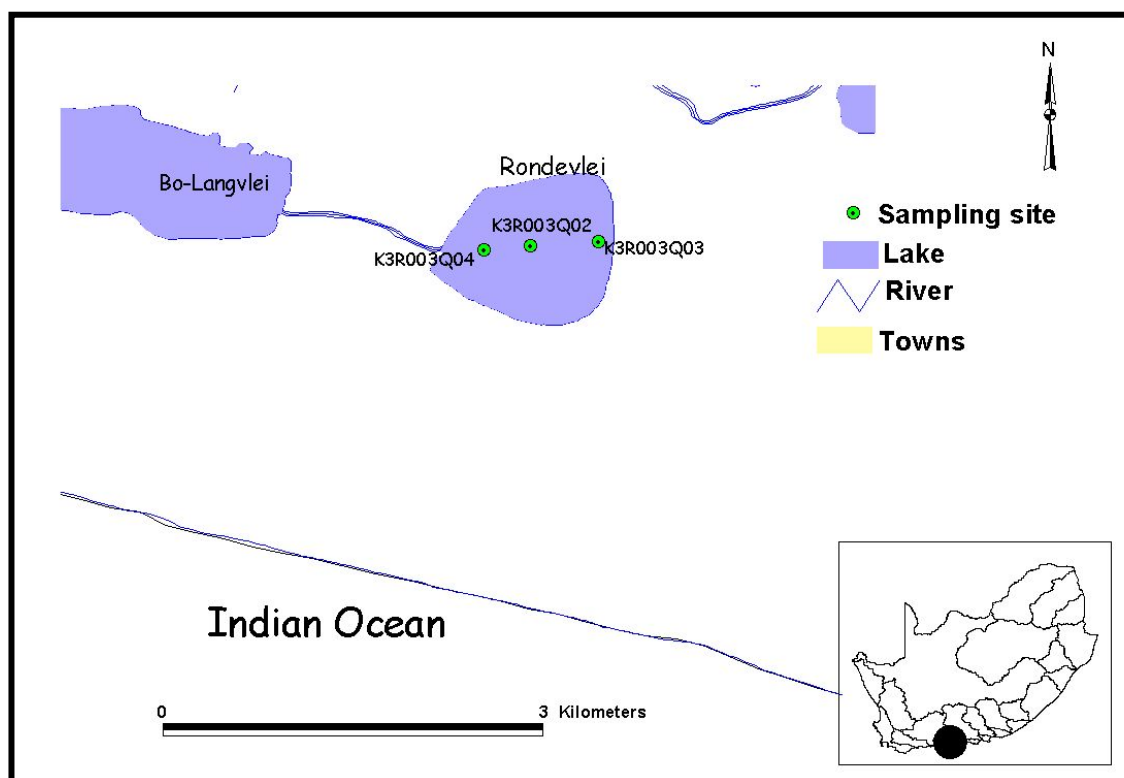 N
Rondevlei
Bo-Langvlei
Sampling site
K3R003Q02
K3R003Q03
K3R003Q04
Lake
River
Towns
Indian Ocean
0 3 Kilometers